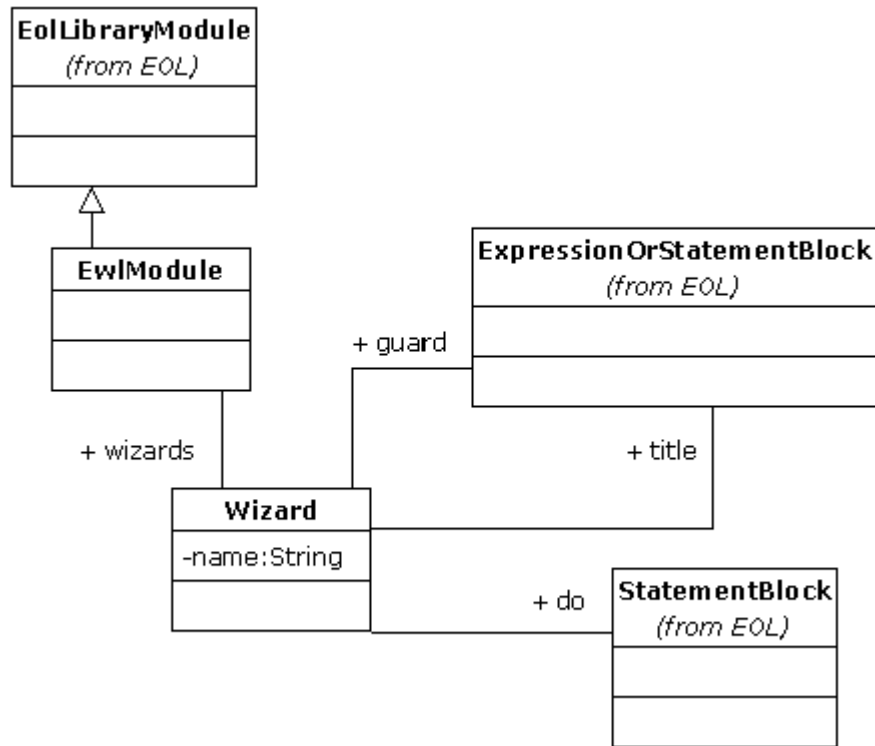 EolLibraryModule
(from EOL)
EwlModule
ExpressionOrStatementBlock
(from EOL)
+ guard
+ wizards
+ title
Wizard
-name:String
+ do
StatementBlock
(from EOL)